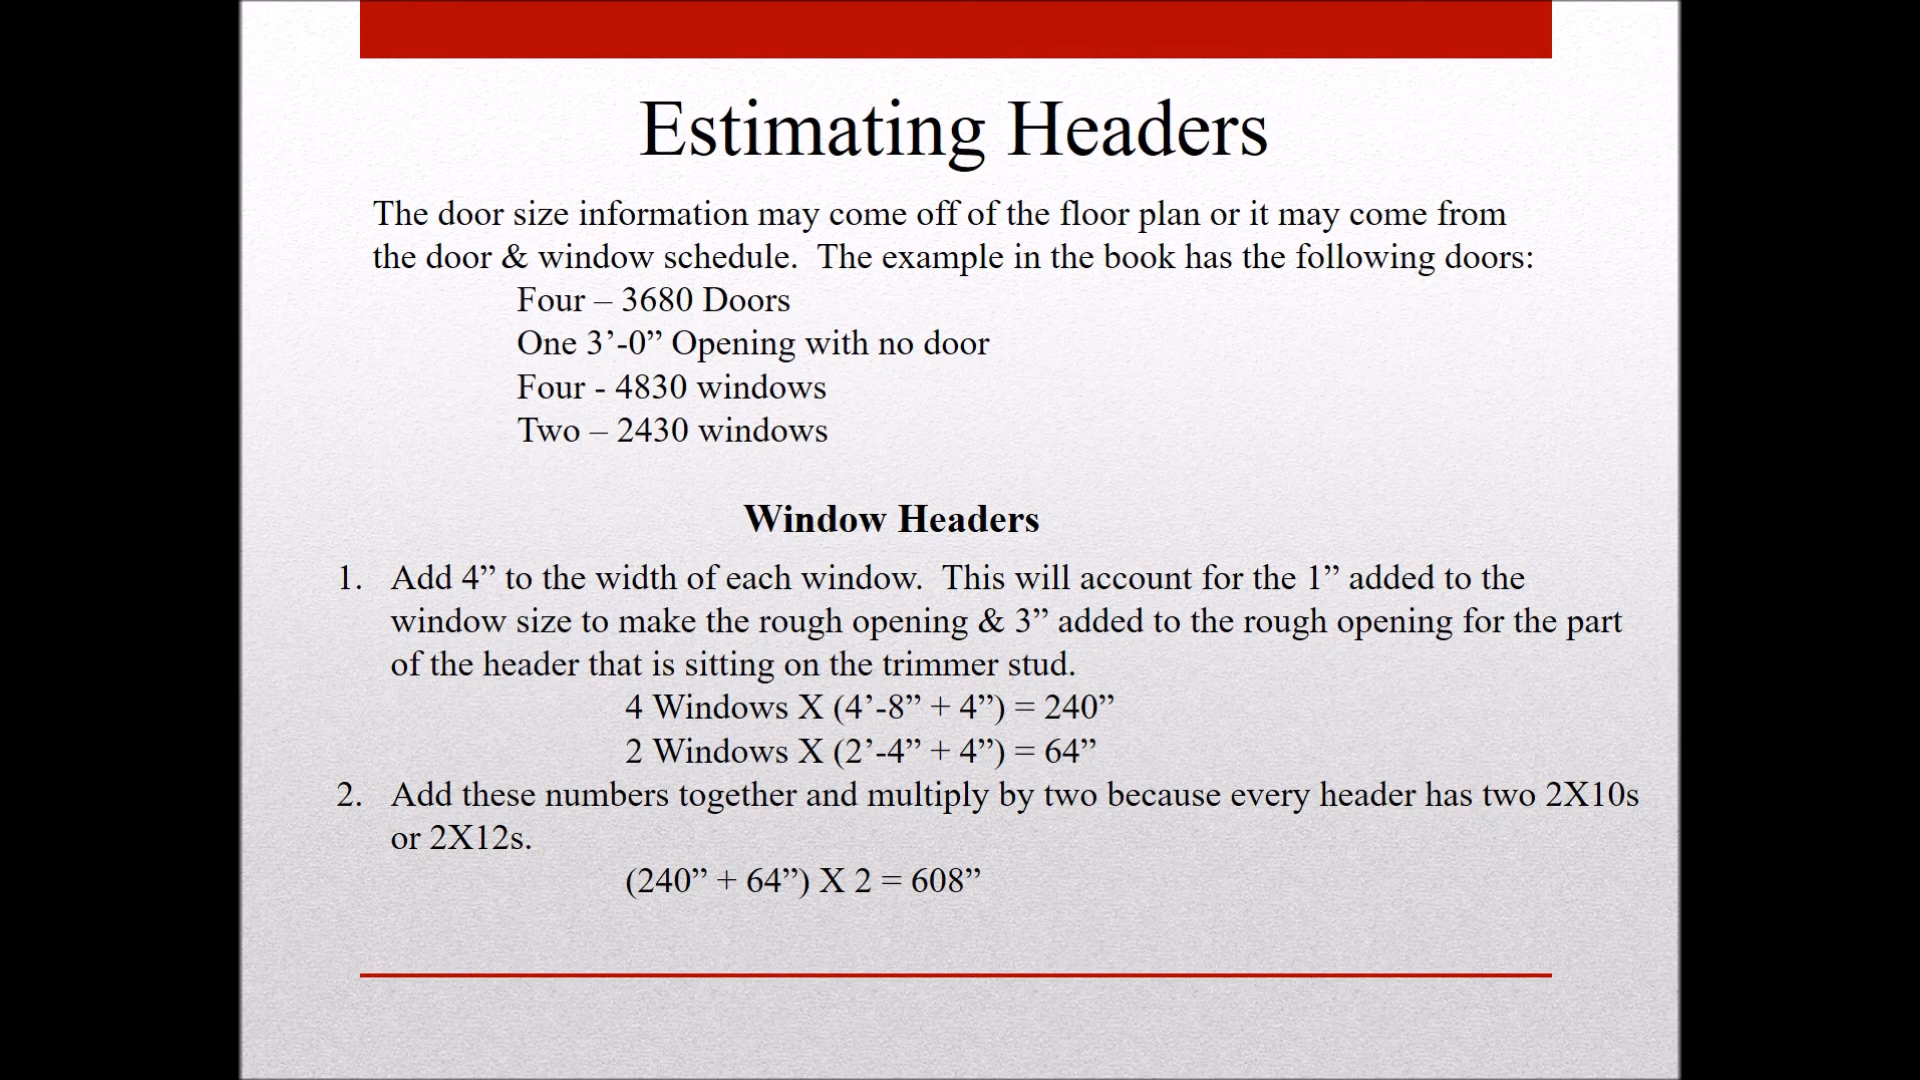 Estimating Headers
The door size information may come off of the floor plan or it may come from
the door & window schedule.  The example in the book has the following doors:
Four – 3680 Doors
One 3’-0” Opening with no door
Four - 4830 windows
Two – 2430 windows
Window Headers
1. Add 4” to the width of each window.  This will account for the 1” added to the
window size to make the rough opening & 3” added to the rough opening for the part
of the header that is sitting on the trimmer stud.
4 Windows X (4’-8” + 4”) = 240”
2 Windows X (2’-4” + 4”) = 64”
2. Add these numbers together and multiply by two because every header has two 2X10s
or 2X12s.
(240” + 64”) X 2 = 608”